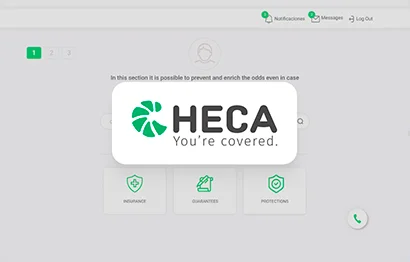 Notificaciones
Messages
Log Out
1
2
3
In this section it is possible to prevent and enrich the odds even in case
HECA
You're covered.
INSURANCE
GUARANTEES
PROTECTIONS